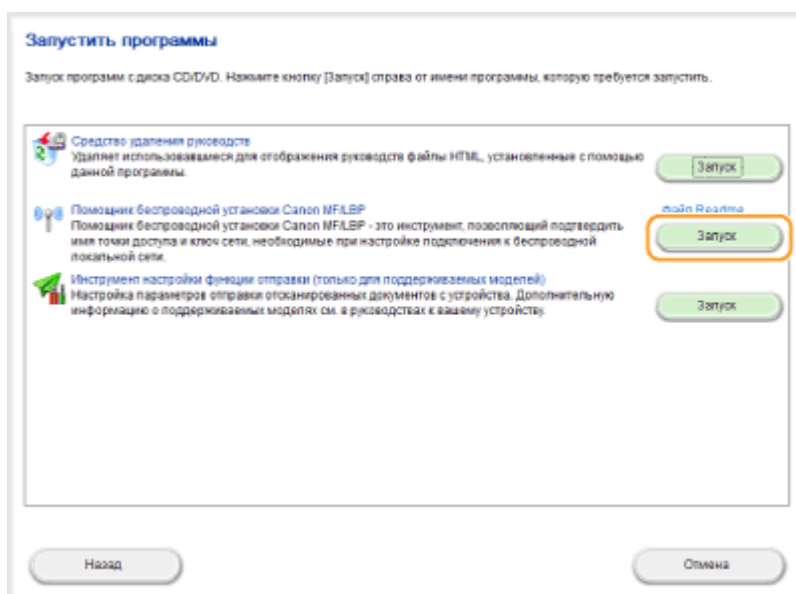 Запустить программы
Запуск программ с диска CD/DVD. Нажмите кнопку [Запуск] справа от имени программы, которую требуется запустить.
Средство удаления руководств
Удаляет использовавшиеся для отображения руководств файлы HTML, установленные с помощью
данной программы.
Запуск
Помощник беспроводной установки Canon MF/LBP
Файл Readme
Помощник беспроводной установки Canon MF/LBP - это инструмент, позволяющий подтвердить
имя точки доступа и ключ сети, необходимые при настройке подключения к беспроводной
локальной сети.
Запуск
Инструмент настройки функции отправки (только для поддерживаемых моделей)
Настройка параметров отправки отсканированных документов с устройства. Дополнительную
информацию о поддерживаемых моделях см. в руководствах к вашему устройству.
Запуск
Назад
Отмена